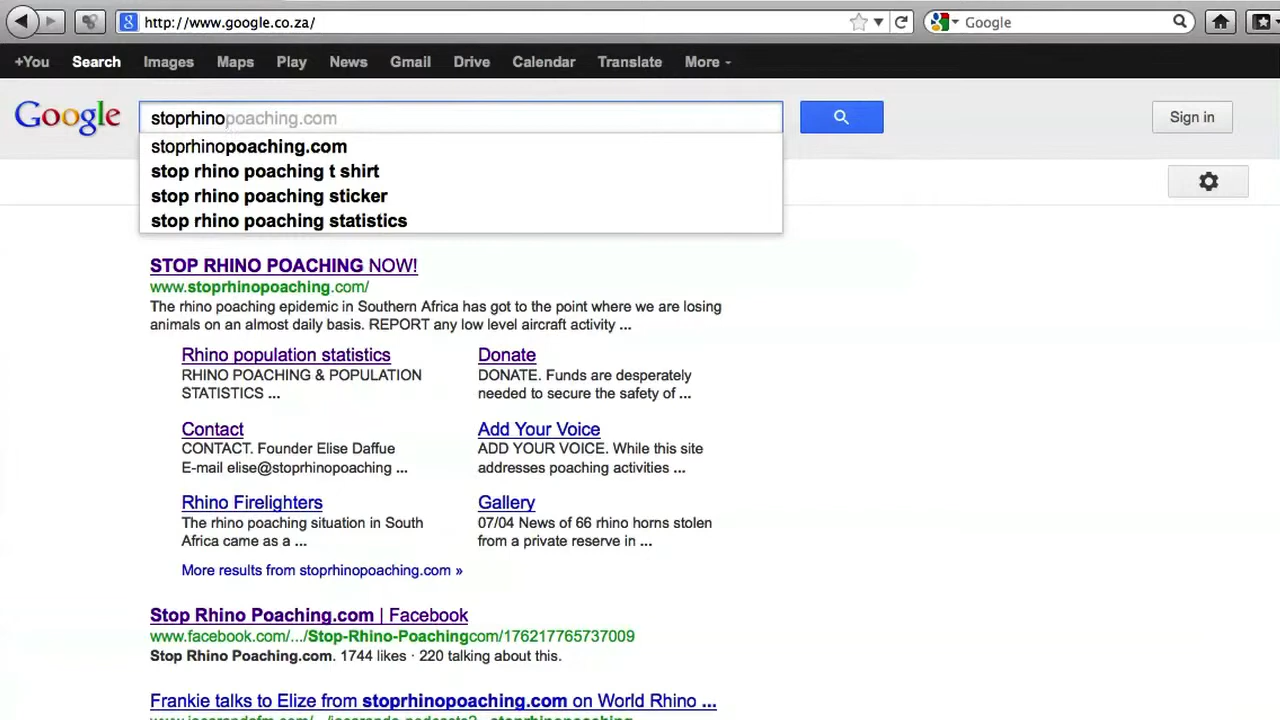 http://www.google.co.za/
Google
+You Search Images Maps Play News Gmail Drive Calendar Translate More
Google
stoprhinopoaching.com
Sign in
stoprhinopoaching.com
stop rhino poaching t shirt
stop rhino poaching sticker
stop rhino poaching statistics
STOP RHINO POACHING NOW!
www.stoprhinopoaching.com/
The rhino poaching epidemic in Southern Africa has got to the point where we are losing
animals on an almost daily basis. REPORT any low level aircraft activity ...
Rhino population statistics
RHINO POACHING & POPULATION
STATISTICS ...
Donate
DONATE. Funds are desperately
needed to secure the safety of ...
Contact
CONTACT. Founder Elise Daffue
E-mail elise@stoprhinopoaching ...
Add Your Voice
ADD YOUR VOICE. While this site
addresses poaching activities ...
Rhino Firelighters
The rhino poaching situation in South
Africa came as a ...
Gallery
07/04 News of 66 rhino horns stolen
from a private reserve in ...
More results from stoprhinopoaching.com »
Stop Rhino Poaching.com | Facebook
www.facebook.com/.../Stop-Rhino-Poachingcom/176217765737009
Stop Rhino Poaching.com. 1744 likes · 220 talking about this.
Frankie talks to Elize from stoprhinopoaching.com on World Rhino ...